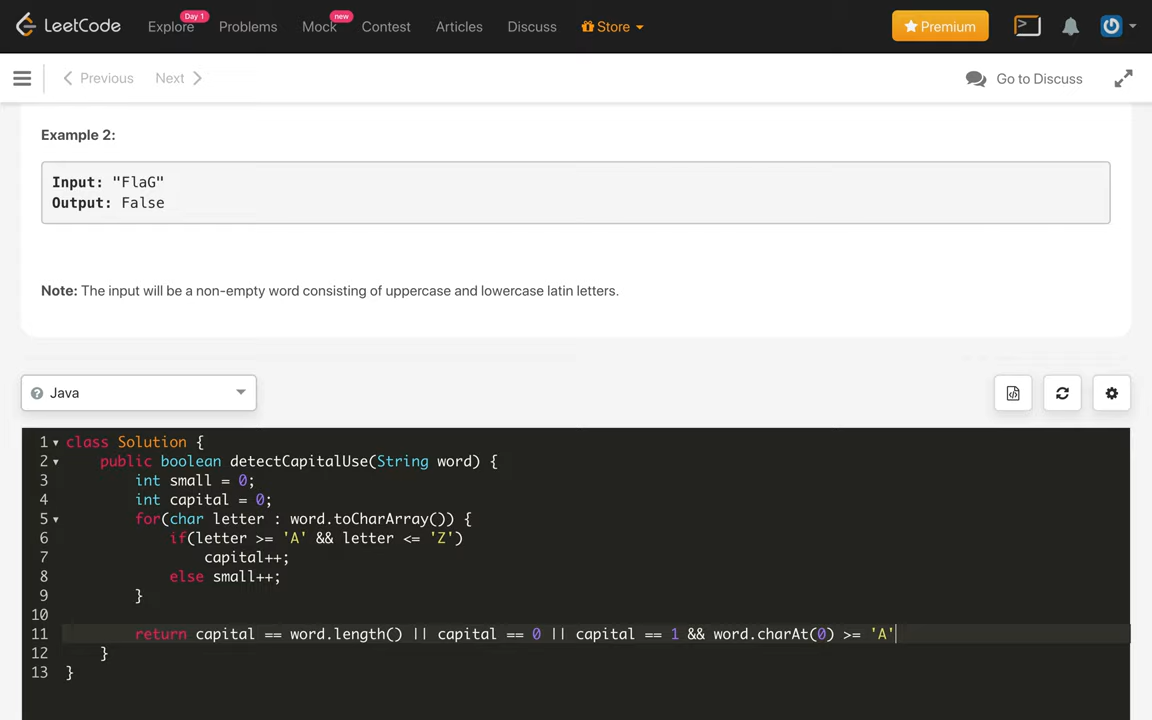 LeetCode Explore Day 1 Problems Mock new Contest Articles Discuss Store Premium
Previous Next Go to Discuss
Example 2:
Input: "FlaG"
Output: False
Note: The input will be a non-empty word consisting of uppercase and lowercase latin letters.
Java
1 class Solution {
2 public boolean detectCapitalUse(String word) {
3 int small = 0;
4 int capital = 0;
5 for(char letter : word.toCharArray()) {
6 if(letter >= 'A' && letter <= 'Z')
7 capital++;
8 else small++;
9 }
10
11 return capital == word.length() || capital == 0 || capital == 1 && word.charAt(0) >= 'A'
12 }
13 }